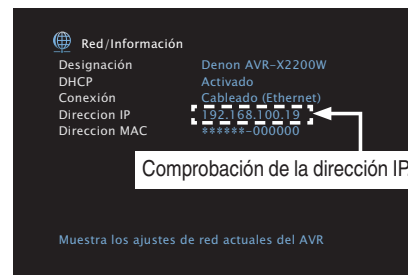 Red/Información
Designación Denon AVR-X2200W
DHCP Activado
Conexión Cableado (Ethernet)
Direccion IP 192.168.100.19
Direccion MAC ******-000000
Comprobación de la dirección IP.
Muestra los ajustes de red actuales del AVR